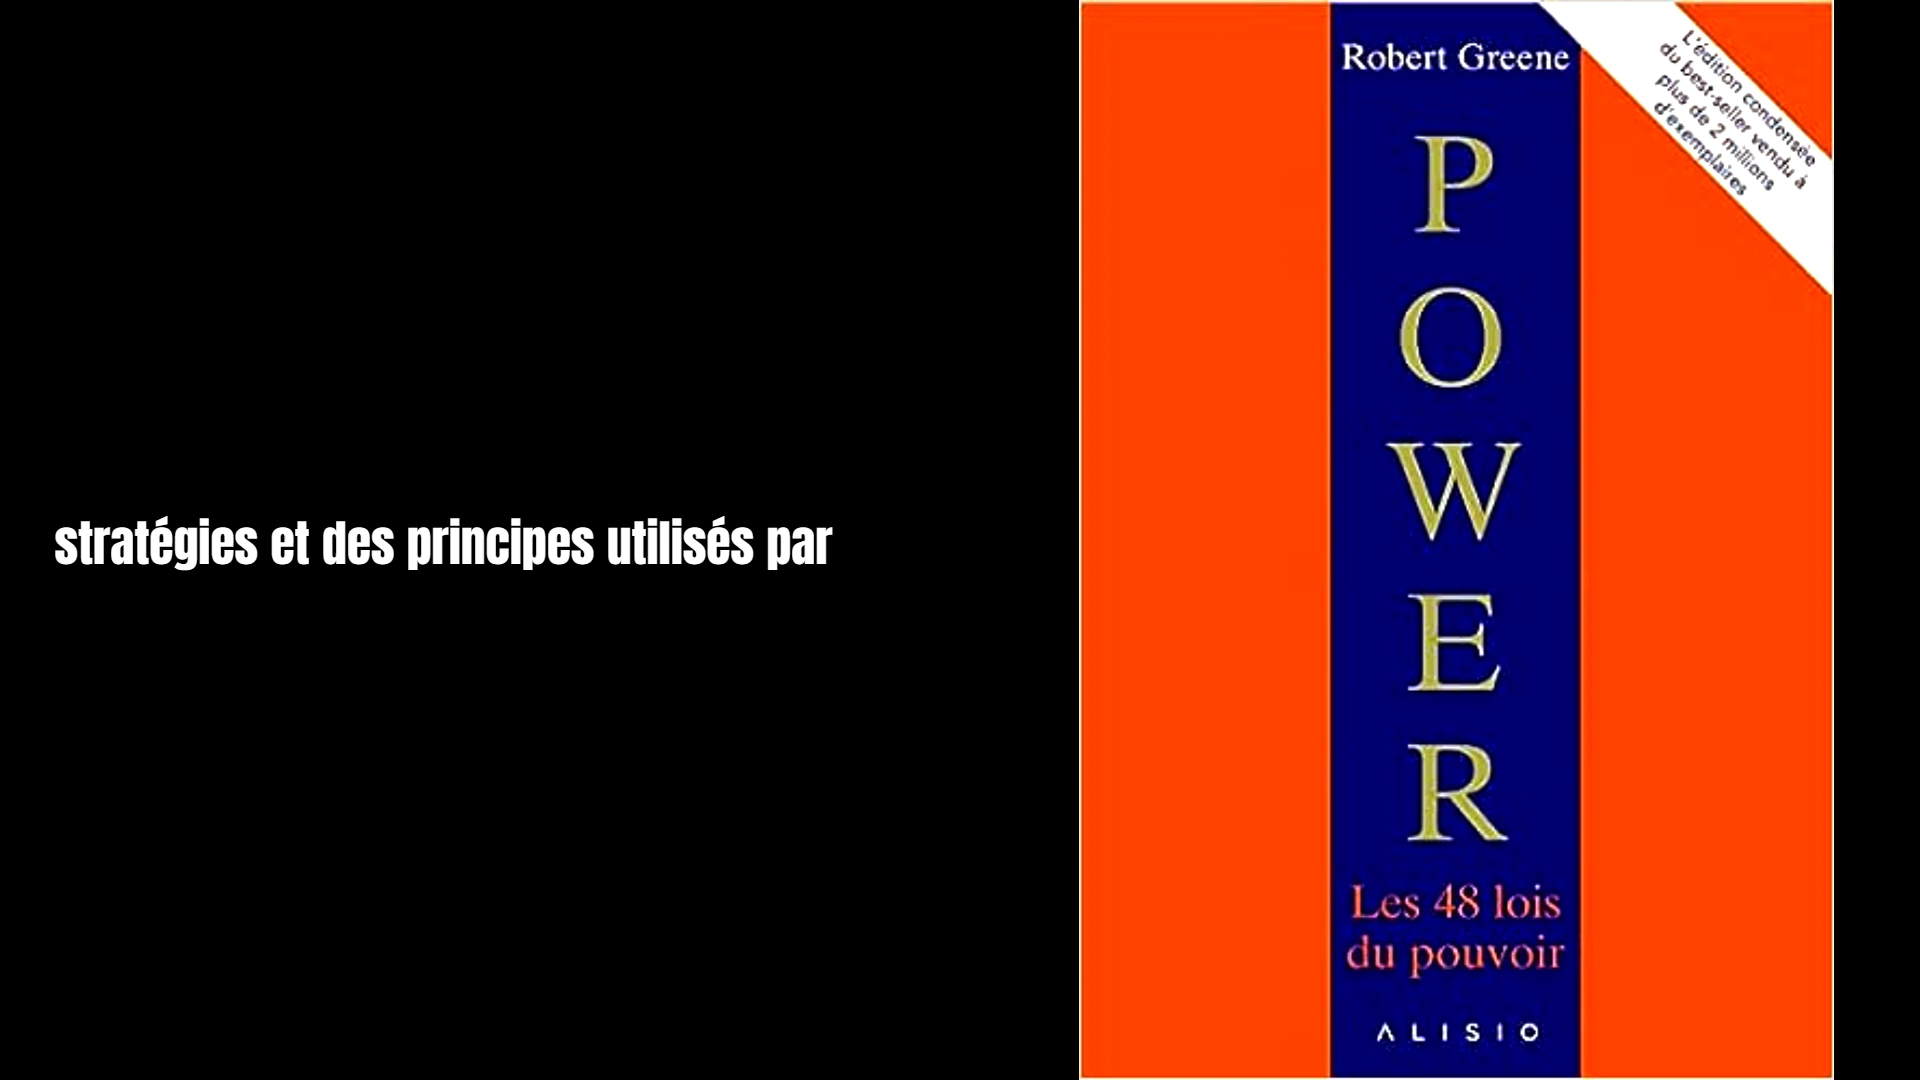 stratégies et des principes utilisés par
Robert Greene
L'édition condensée
du best-seller vendu à
plus de 2 millions
d'exemplaires
POWER
Les 48 lois
du pouvoir
ALISIO